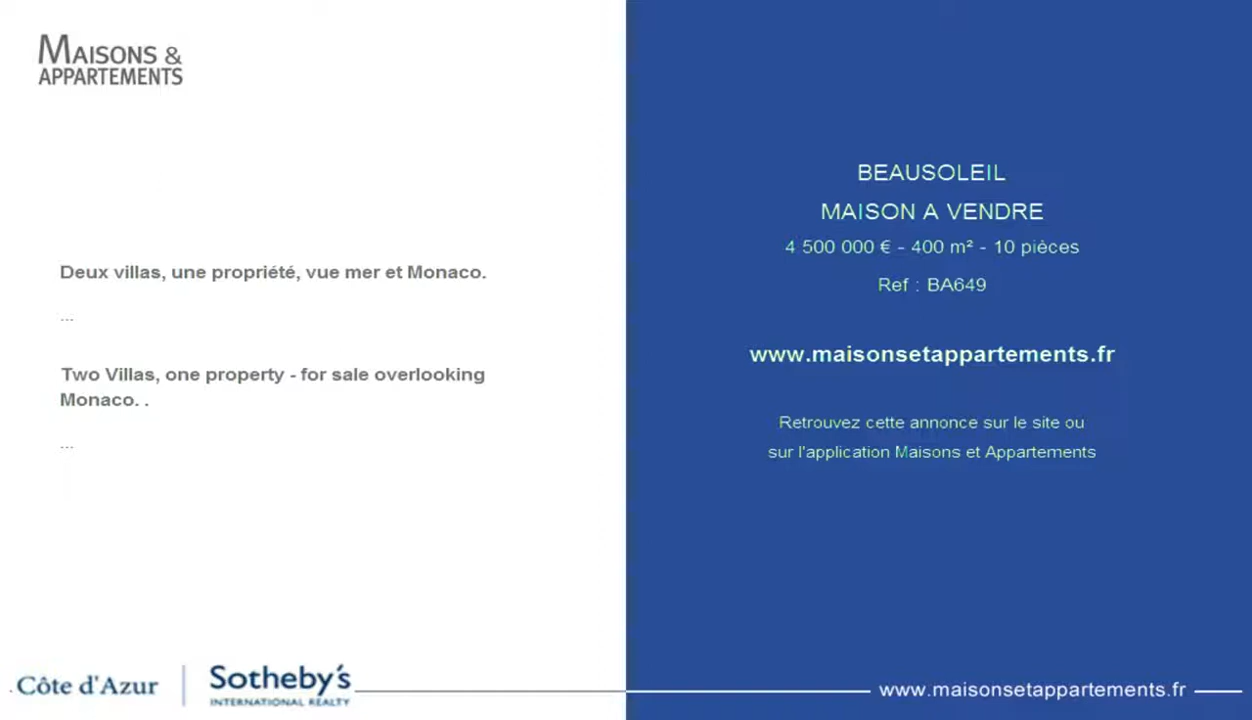 MAISONS &
APPARTEMENTS
Deux villas, une propriété, vue mer et Monaco.
...
Two Villas, one property - for sale overlooking
Monaco. .
...
BEAUSOLEIL
MAISON A VENDRE
4 500 000 € - 400 m² - 10 pièces
Ref : BA649
www.maisonsetappartements.fr
Retrouvez cette annonce sur le site ou
sur l'application Maisons et Appartements
Côte d'Azur
Sotheby's
INTERNATIONAL REALTY
www.maisonsetappartements.fr